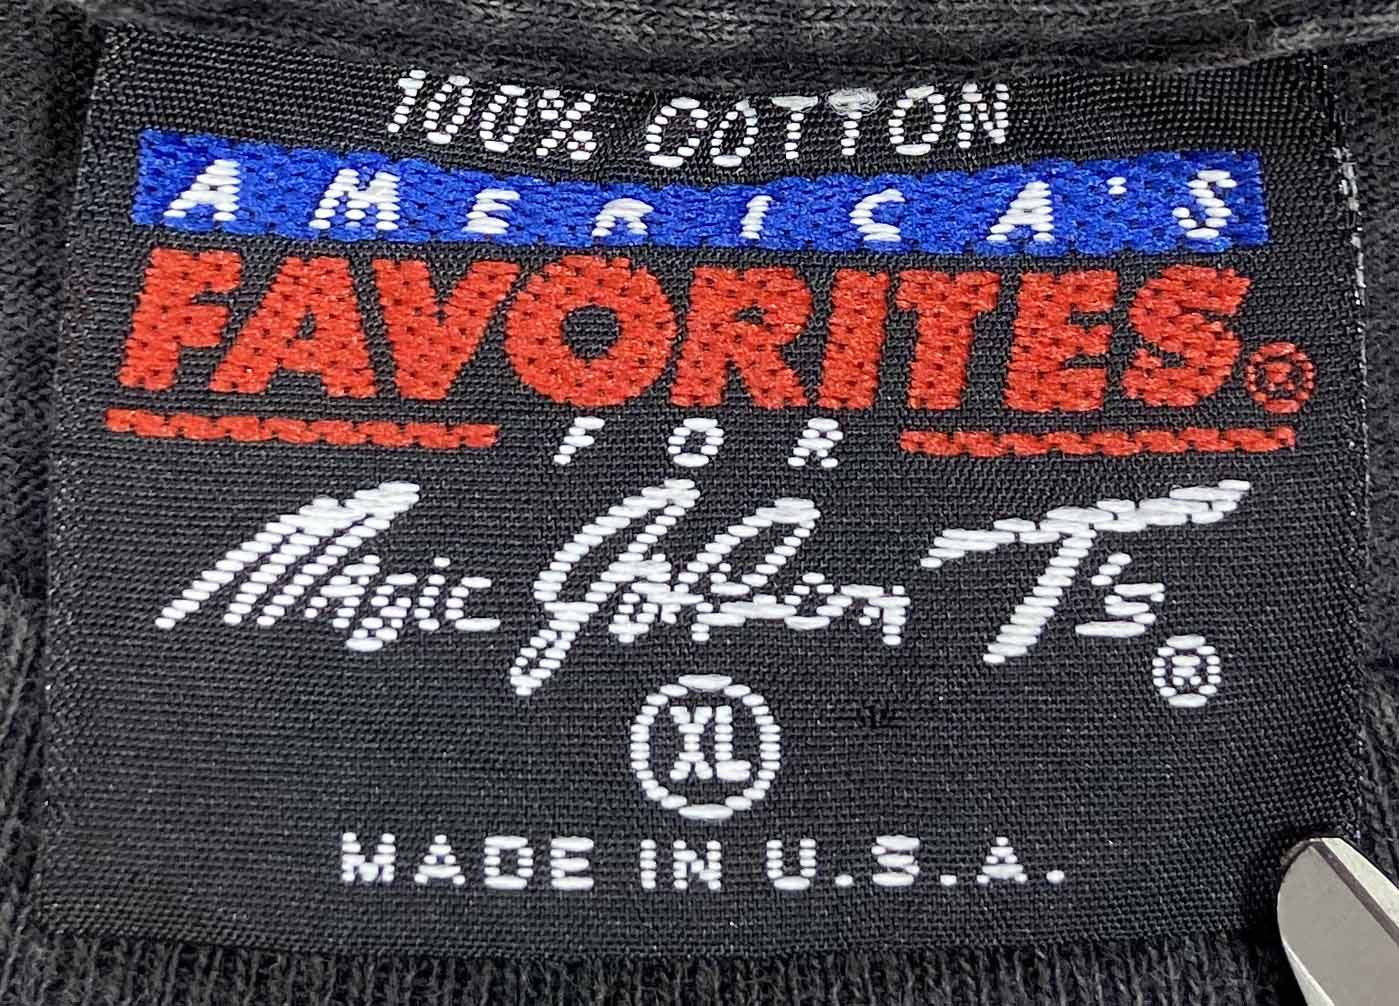 100% COTTON
AMERICA'S
FAVORITES®
FOR
Magic Johnson T's®
XL
MADE IN U.S.A.